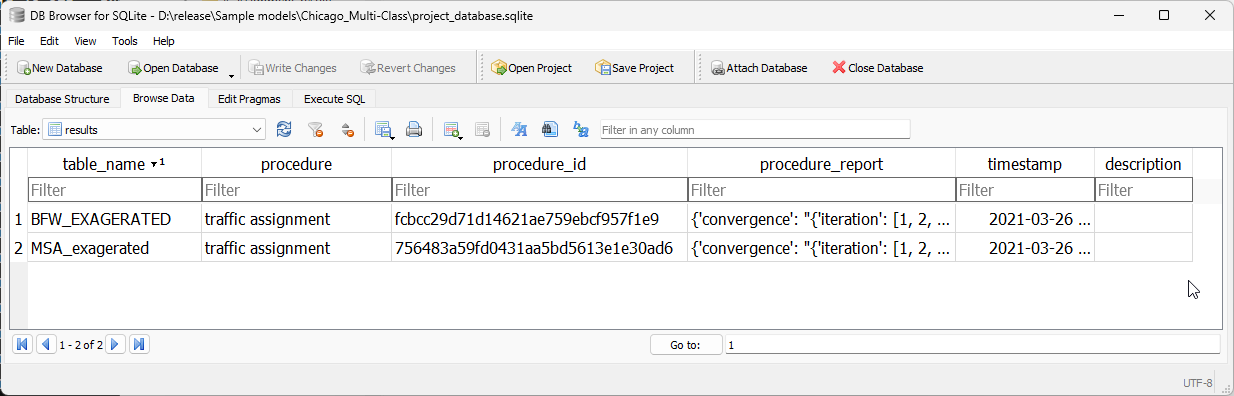 DB Browser for SQLite - D:\release\Sample models\Chicago_Multi-Class\project_database.sqlite
File Edit View Tools Help
New Database Open Database Write Changes Revert Changes Open Project Save Project Attach Database Close Database
Database Structure Browse Data Edit Pragmas Execute SQL
Table: results Filter in any column
table_name 1 procedure procedure_id procedure_report timestamp description
Filter Filter Filter Filter Filter Filter
1 BFW_EXAGERATED traffic assignment fcbcc29d71d14621ae759ebcf957f1e9 {'convergence': "{'iteration': [1, 2, ... 2021-03-26 ...
2 MSA_exagerated traffic assignment 756483a59fd0431aa5bd5613e1e30ad6 {'convergence': "{'iteration': [1, 2, ... 2021-03-26 ...
1 - 2 of 2 Go to: 1
UTF-8